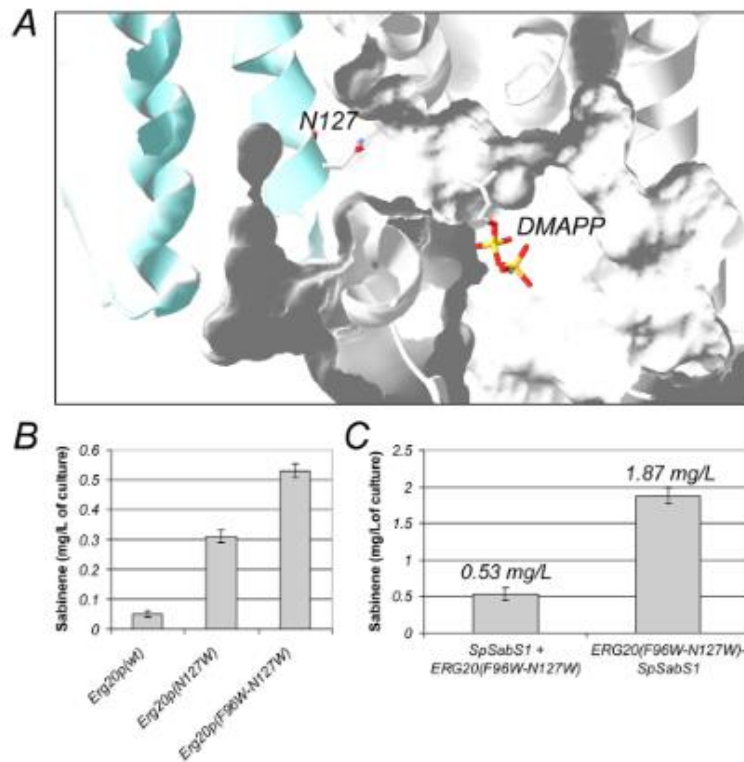 A
N127
DMAPP
B
Sabinene (mg/L of culture)
0.6
0.5
0.4
0.3
0.2
0.1
0
Erg20p(wt)
Erg20p(N127W)
Erg20p(F96W-N127W)
C
Sabinene (mg/L.of culture)
2.5
2
1.5
1
0.5
0
0.53 mg/L
1.87 mg/L
SpSabS1 +
ERG20(F96W-N127W)
ERG20(F96W-N127W)-
SpSabS1